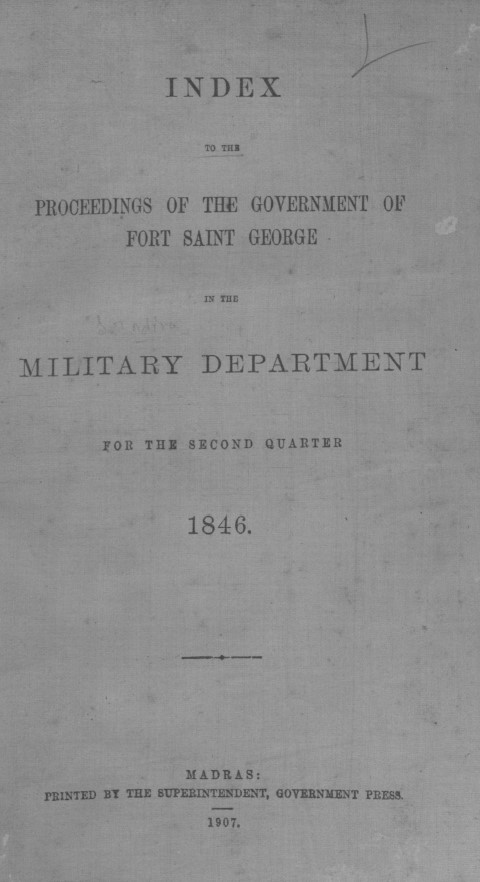 INDEX
TO THE
PROCEEDINGS OF THE GOVERNMENT OF
FORT SAINT GEORGE
IN THE
MILITARY DEPARTMENT
FOR THE SECOND QUARTER
1846.
MADRAS:
PRINTED BY THE SUPERINTENDENT, GOVERNMENT PRESS.
1907.